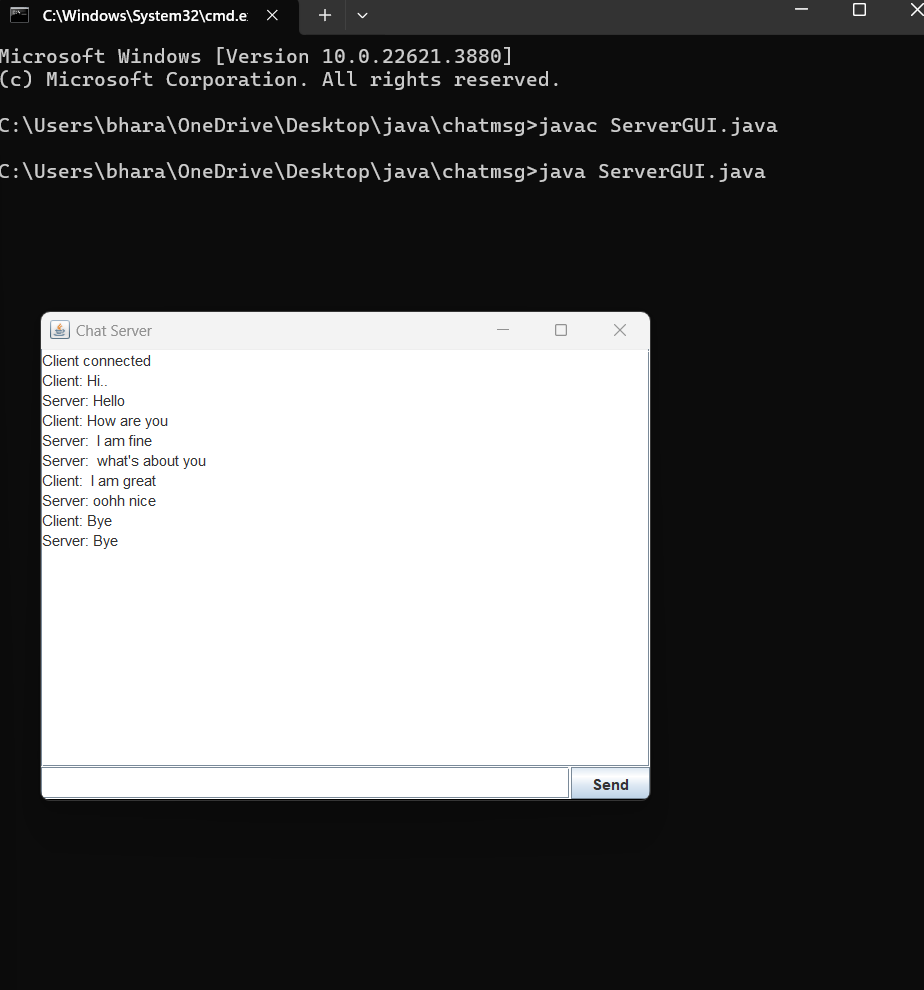 C:\Windows\System32\cmd.e
Microsoft Windows [Version 10.0.22621.3880]
(c) Microsoft Corporation. All rights reserved.
C:\Users\bhara\OneDrive\Desktop\java\chatmsg>javac ServerGUI.java
C:\Users\bhara\OneDrive\Desktop\java\chatmsg>java ServerGUI.java
Chat Server
Client connected
Client: Hi..
Server: Hello
Client: How are you
Server:  I am fine
Server:  what's about you
Client:  I am great
Server: oohh nice
Client: Bye
Server: Bye
Send